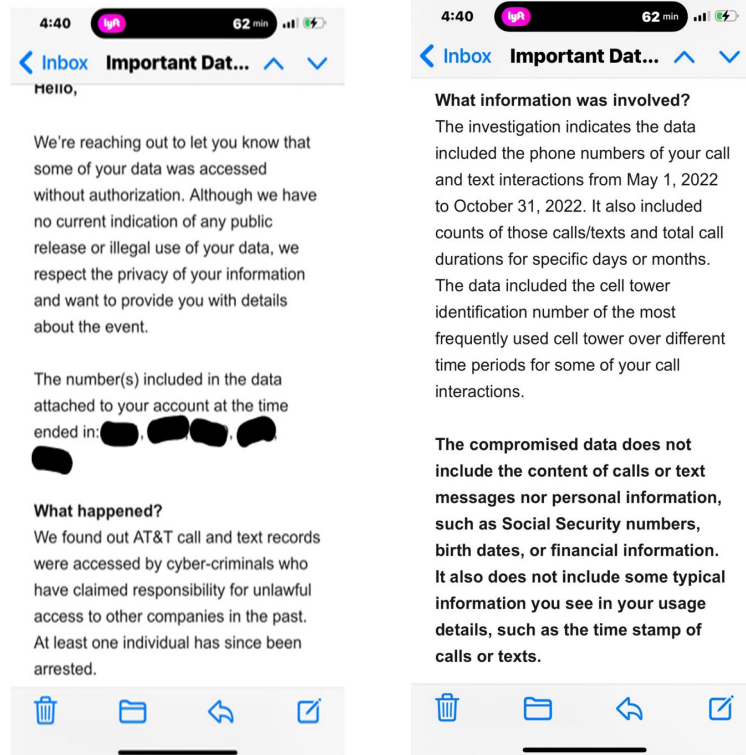 4:40 lyft 62 min
Inbox Important Dat...
Hello,
We're reaching out to let you know that
some of your data was accessed
without authorization. Although we have
no current indication of any public
release or illegal use of your data, we
respect the privacy of your information
and want to provide you with details
about the event.
The number(s) included in the data
attached to your account at the time
ended in:
What happened?
We found out AT&T call and text records
were accessed by cyber-criminals who
have claimed responsibility for unlawful
access to other companies in the past.
At least one individual has since been
arrested.
4:40 lyft 62 min
Inbox Important Dat...
What information was involved?
The investigation indicates the data
included the phone numbers of your call
and text interactions from May 1, 2022
to October 31, 2022. It also included
counts of those calls/texts and total call
durations for specific days or months.
The data included the cell tower
identification number of the most
frequently used cell tower over different
time periods for some of your call
interactions.
The compromised data does not
include the content of calls or text
messages nor personal information,
such as Social Security numbers,
birth dates, or financial information.
It also does not include some typical
information you see in your usage
details, such as the time stamp of
calls or texts.